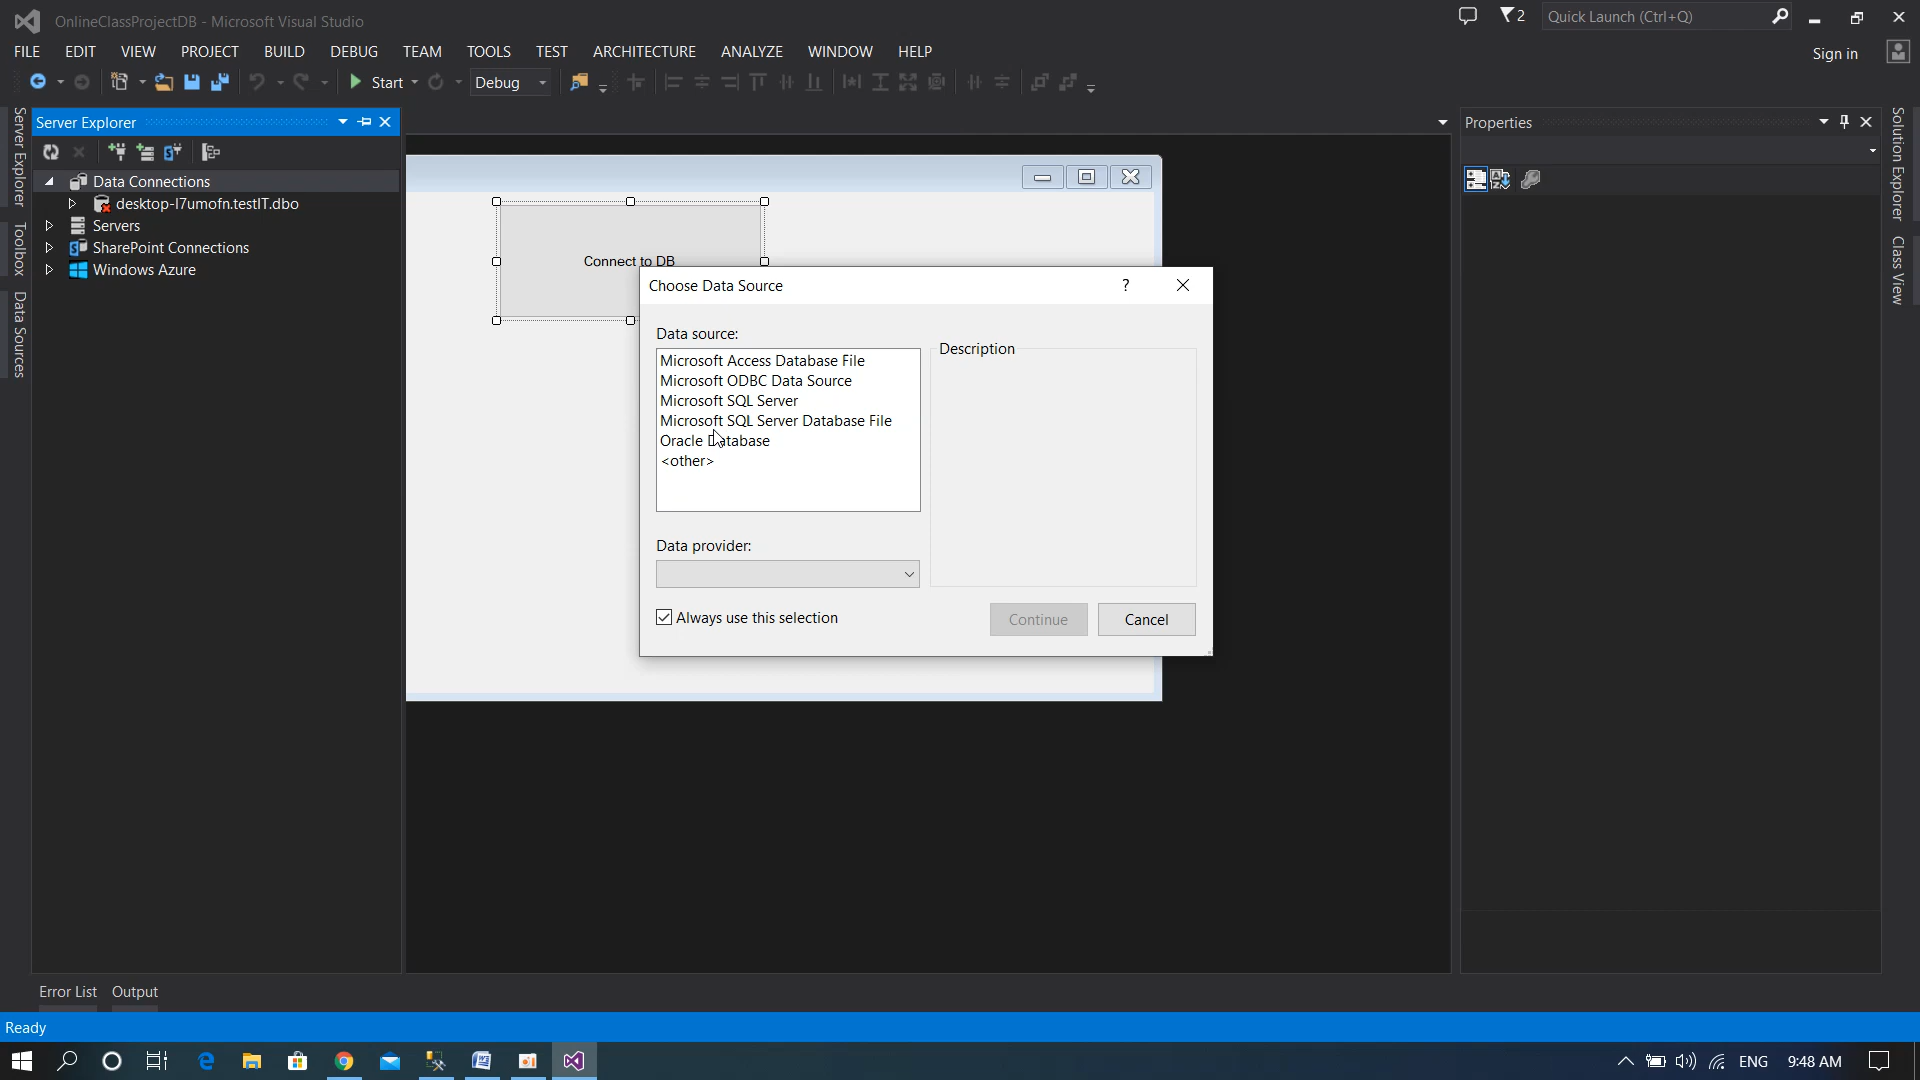 OnlineClassProjectDB - Microsoft Visual Studio
2
Quick Launch (Ctrl+Q)
FILE EDIT VIEW PROJECT BUILD DEBUG TEAM TOOLS TEST ARCHITECTURE ANALYZE WINDOW HELP
Sign in
Start
Debug
Server Explorer
Toolbox
Data Sources
Server Explorer
Data Connections
desktop-l7umofn.testIT.dbo
Servers
SharePoint Connections
Windows Azure
Connect to DB
Choose Data Source
?
Data source:
Microsoft Access Database File
Microsoft ODBC Data Source
Microsoft SQL Server
Microsoft SQL Server Database File
Oracle Database
<other>
Description
Data provider:
Always use this selection
Continue
Cancel
Properties
Solution Explorer
Class View
Error List Output
Ready
ENG
9:48 AM